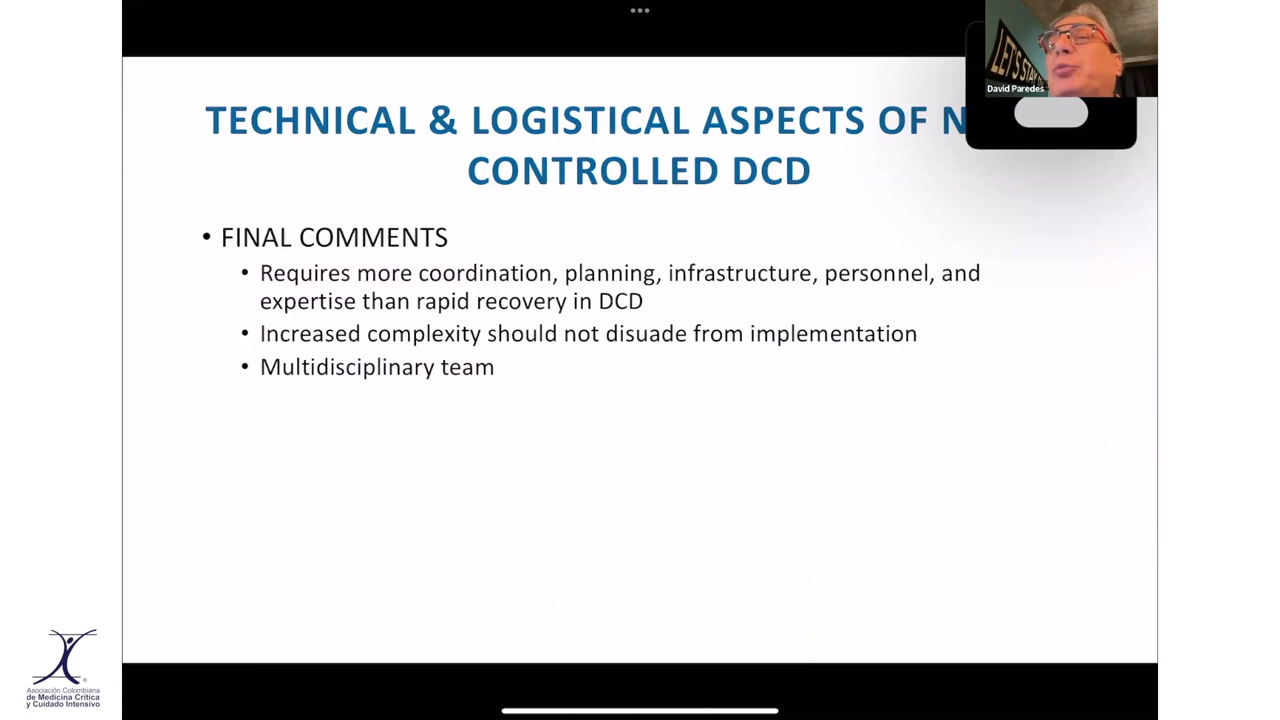 TECHNICAL & LOGISTICAL ASPECTS OF N
CONTROLLED DCD
• FINAL COMMENTS
• Requires more coordination, planning, infrastructure, personnel, and
expertise than rapid recovery in DCD
• Increased complexity should not disuade from implementation
• Multidisciplinary team
LET'S STAY
David Paredes
Asociación Colombiana
de Medicina Crítica
y Cuidado Intensivo